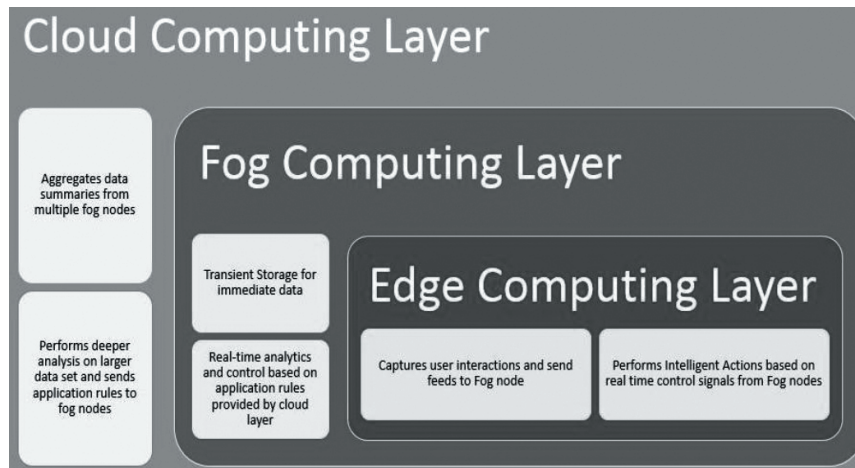 Cloud Computing Layer
Aggregates data
summaries from
multiple fog nodes
Performs deeper
analysis on larger
data set and sends
application rules to
fog nodes
Fog Computing Layer
Transient Storage for
immediate data
Real-time analytics
and control based on
application rules
provided by cloud
layer
Edge Computing Layer
Captures user interactions and send
feeds to Fog node
Performs Intelligent Actions based on
real time control signals from Fog nodes